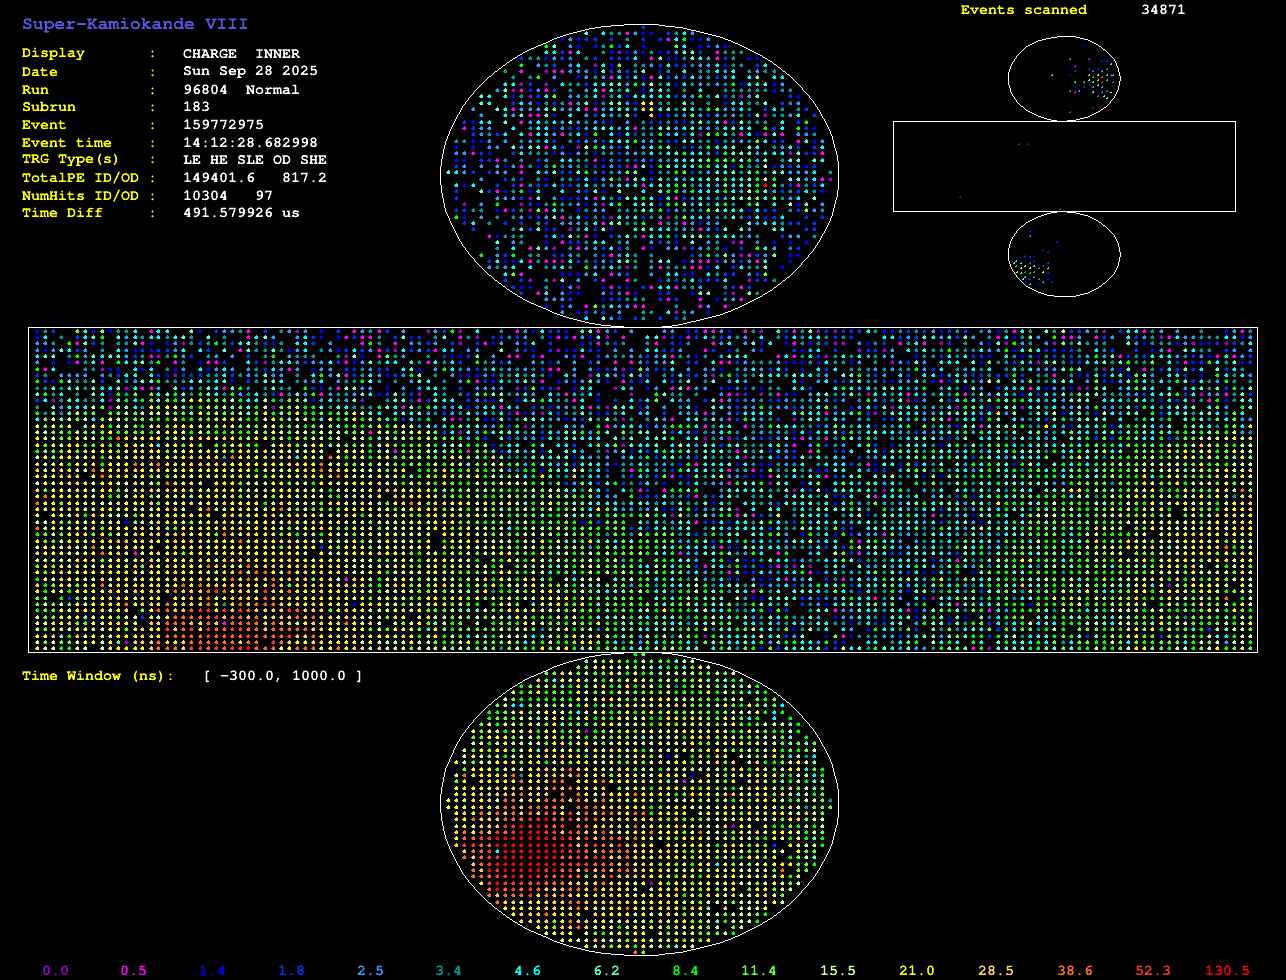 Super-Kamiokande VIII
Display : CHARGE INNER
Date : Sun Sep 28 2025
Run : 96804 Normal
Subrun : 183
Event : 159772975
Event time : 14:12:28.682998
TRG Type(s) : LE HE SLE OD SHE
TotalPE ID/OD : 149401.6 817.2
NumHits ID/OD : 10304 97
Time Diff : 491.579926 us
Events scanned 34871
Time Window (ns): [ -300.0, 1000.0 ]
0.0 0.5 1.4 1.8 2.5 3.4 4.6 6.2 8.4 11.4 15.5 21.0 28.5 38.6 52.3 130.5